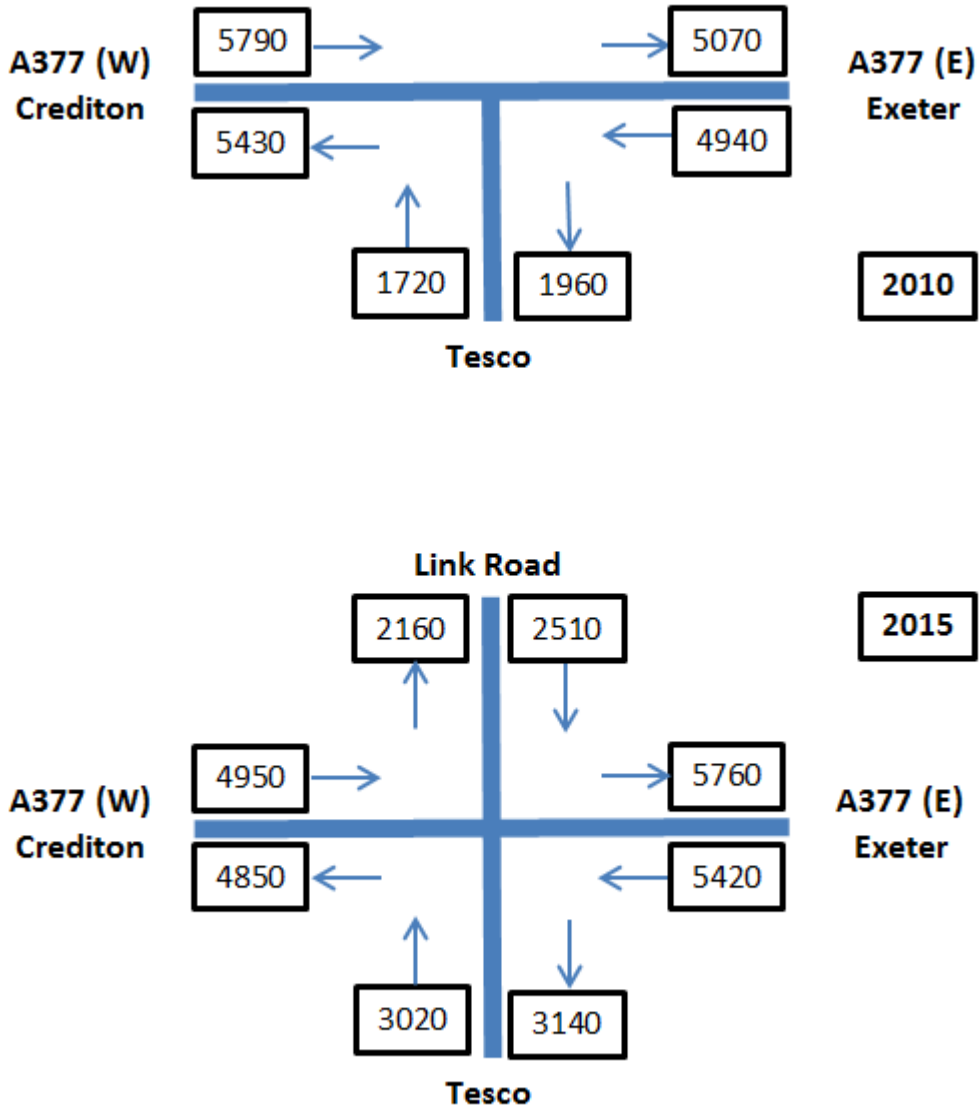 5790
5070
A377 (W)
Crediton
A377 (E)
Exeter
5430
4940
1720
1960
2010
Tesco
Link Road
2160
2510
2015
4950
5760
A377 (W)
Crediton
A377 (E)
Exeter
4850
5420
3020
3140
Tesco